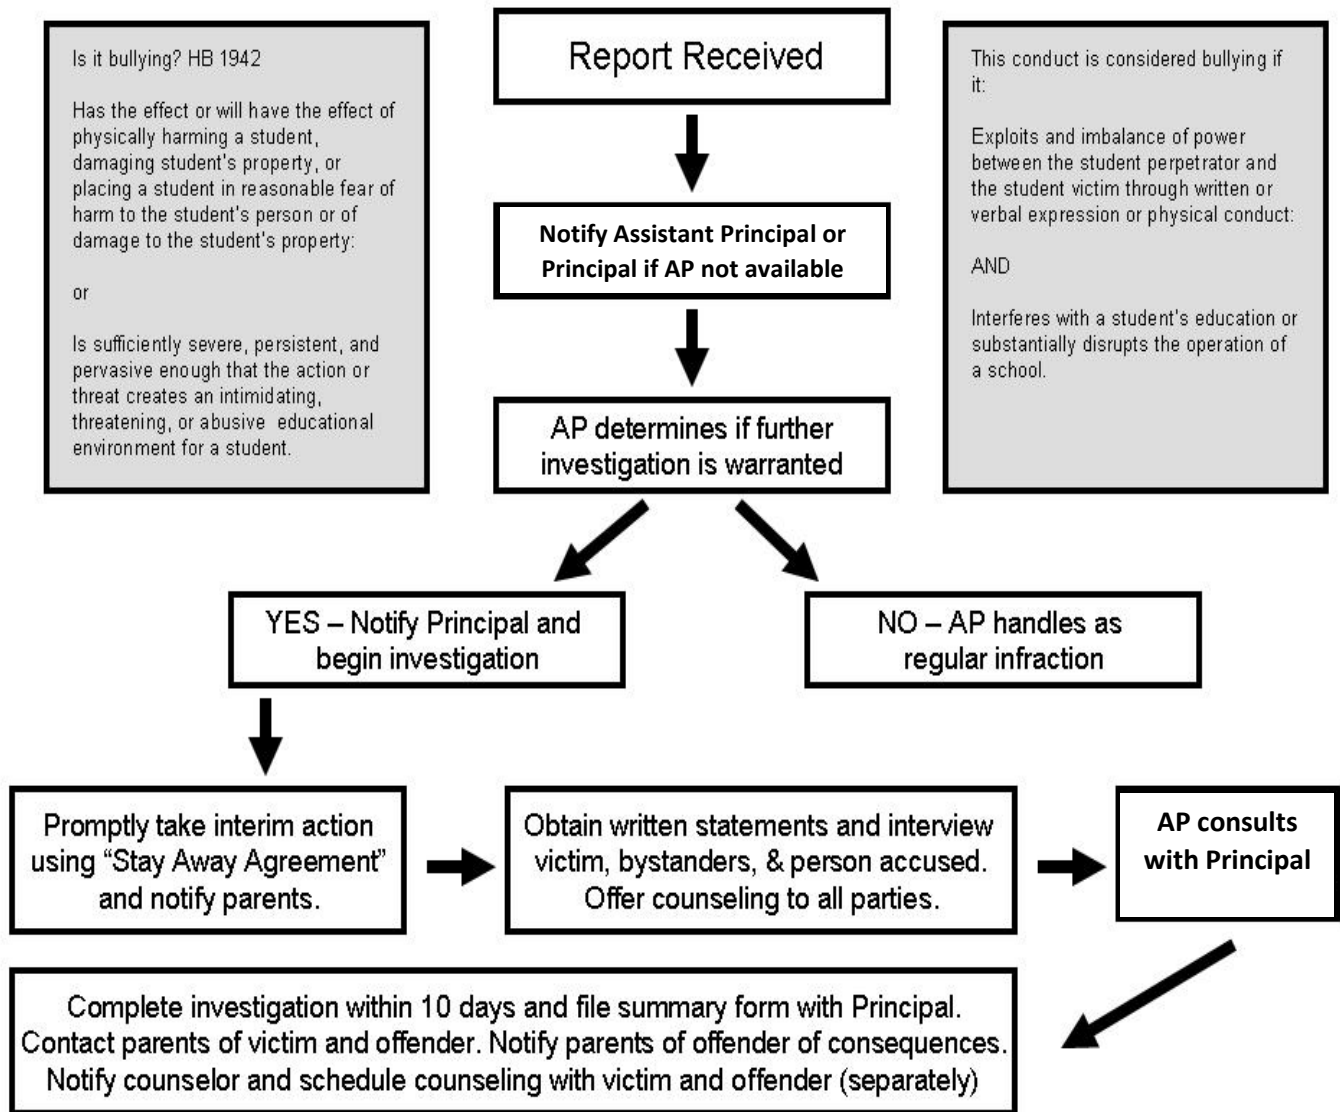 Is it bullying? HB 1942
Has the effect or will have the effect of
physically harming a student,
damaging student's property, or
placing a student in reasonable fear of
harm to the student's person or of
damage to the student's property:
or
Is sufficiently severe, persistent, and
pervasive enough that the action or
threat creates an intimidating,
threatening, or abusive educational
environment for a student.
Report Received
This conduct is considered bullying if
it:
Exploits and imbalance of power
between the student perpetrator and
the student victim through written or
verbal expression or physical conduct:
AND
Interferes with a student's education or
substantially disrupts the operation of
a school.
Notify Assistant Principal or
Principal if AP not available
AP determines if further
investigation is warranted
YES – Notify Principal and
begin investigation
NO – AP handles as
regular infraction
Promptly take interim action
using “Stay Away Agreement”
and notify parents.
Obtain written statements and interview
victim, bystanders, & person accused.
Offer counseling to all parties.
AP consults
with Principal
Complete investigation within 10 days and file summary form with Principal.
Contact parents of victim and offender. Notify parents of offender of consequences.
Notify counselor and schedule counseling with victim and offender (separately)